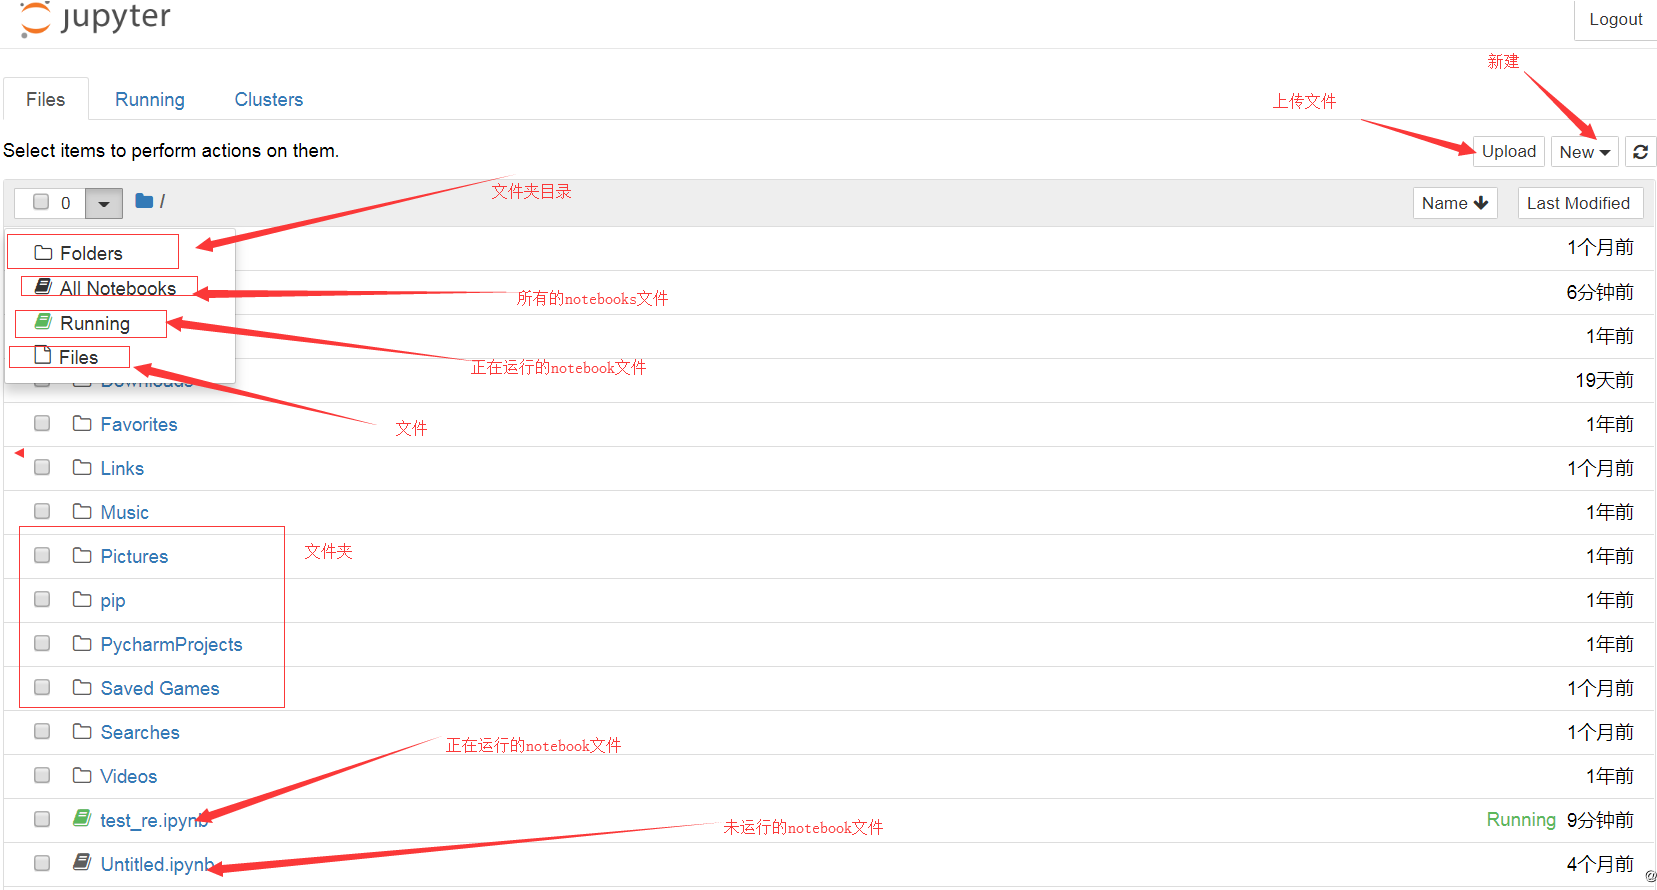 jupyter
Logout
新建
上传文件
Files Running Clusters
Select items to perform actions on them.
Upload New
文件夹目录
0 /
Name Last Modified
Folders
1个月前
All Notebooks
所有的notebooks文件
6分钟前
Running
1年前
Files
正在运行的notebook文件
Downloads
19天前
Favorites
文件
1年前
Links
1个月前
Music
1年前
文件夹
Pictures
1年前
pip
1年前
PycharmProjects
1年前
Saved Games
1个月前
Searches
1个月前
正在运行的notebook文件
Videos
1年前
test_re.ipynb
Running 9分钟前
未运行的notebook文件
Untitled.ipynb
4个月前
@